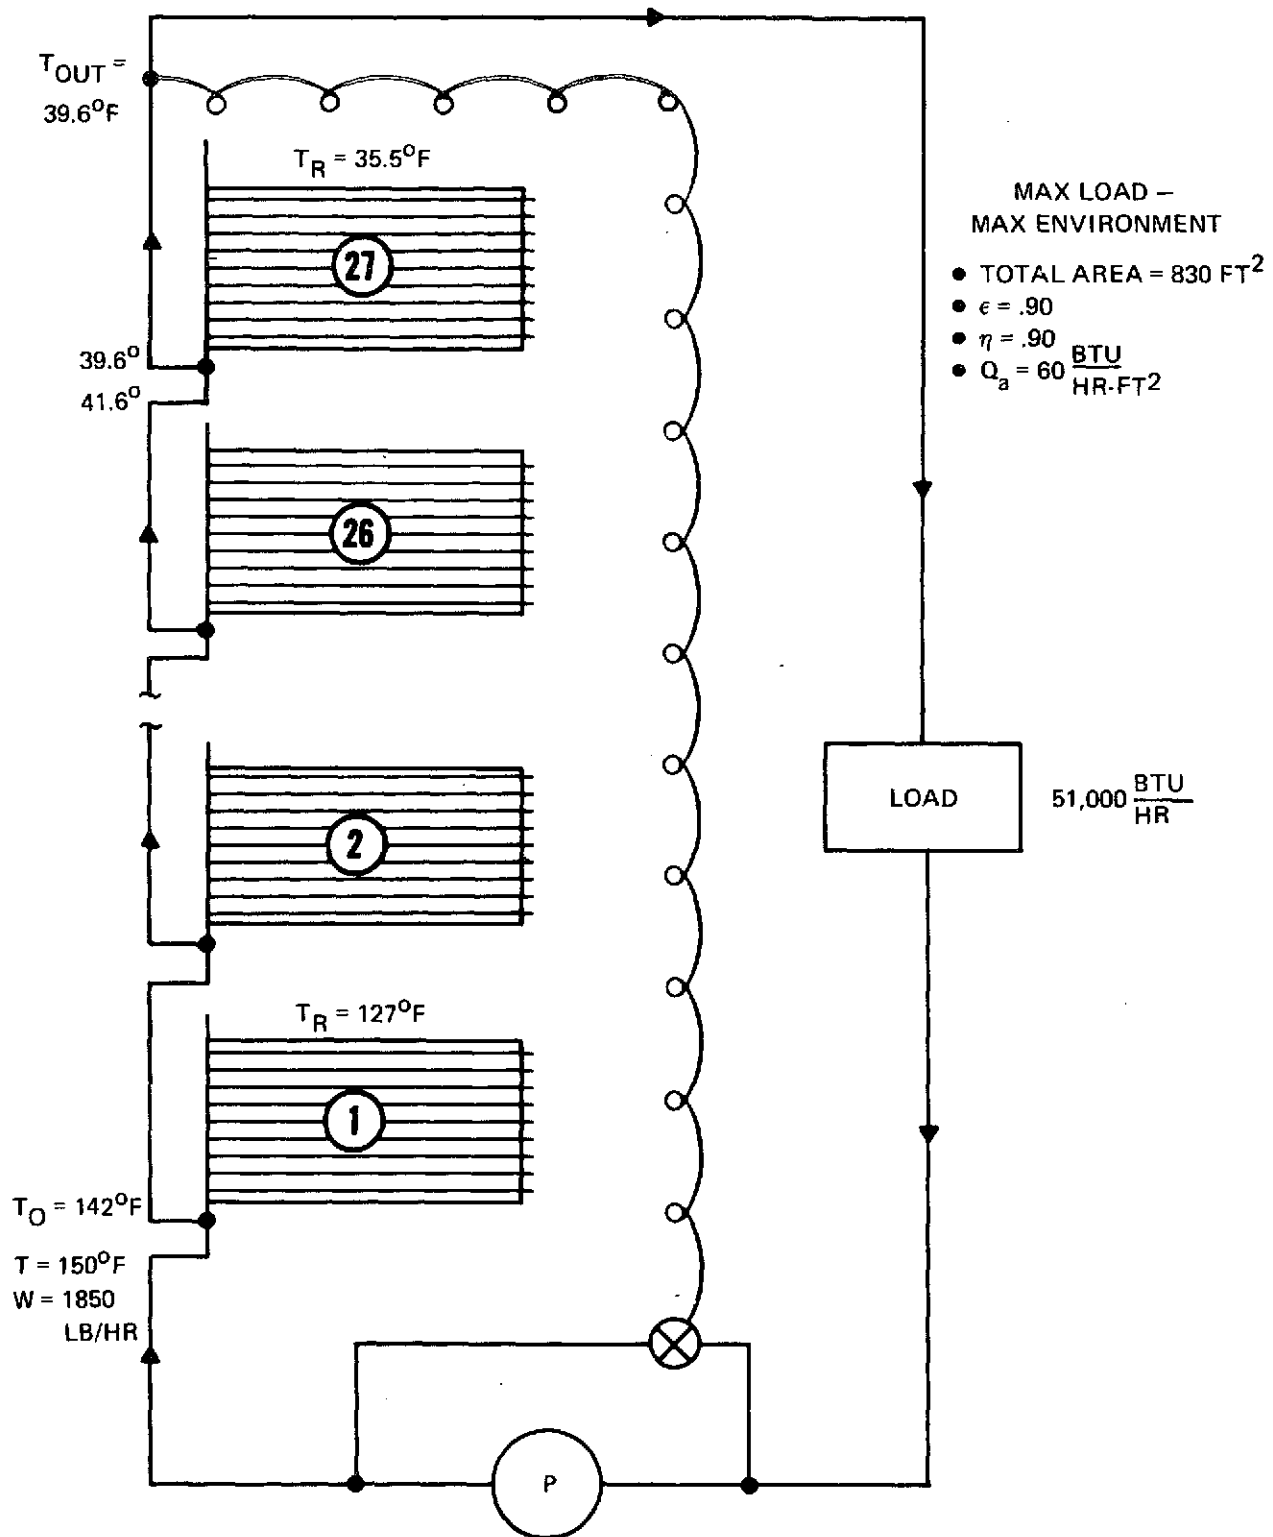 T_OUT =
39.6°F
T_R = 35.5°F
27
39.6°
41.6°
MAX LOAD –
MAX ENVIRONMENT
● TOTAL AREA = 830 FT²
● ϵ = .90
● η = .90
● Q_a = 60 BTU
HR-FT²
26
LOAD
51,000 BTU
HR
2
T_R = 127°F
1
T_O = 142°F
T = 150°F
W = 1850
LB/HR
P